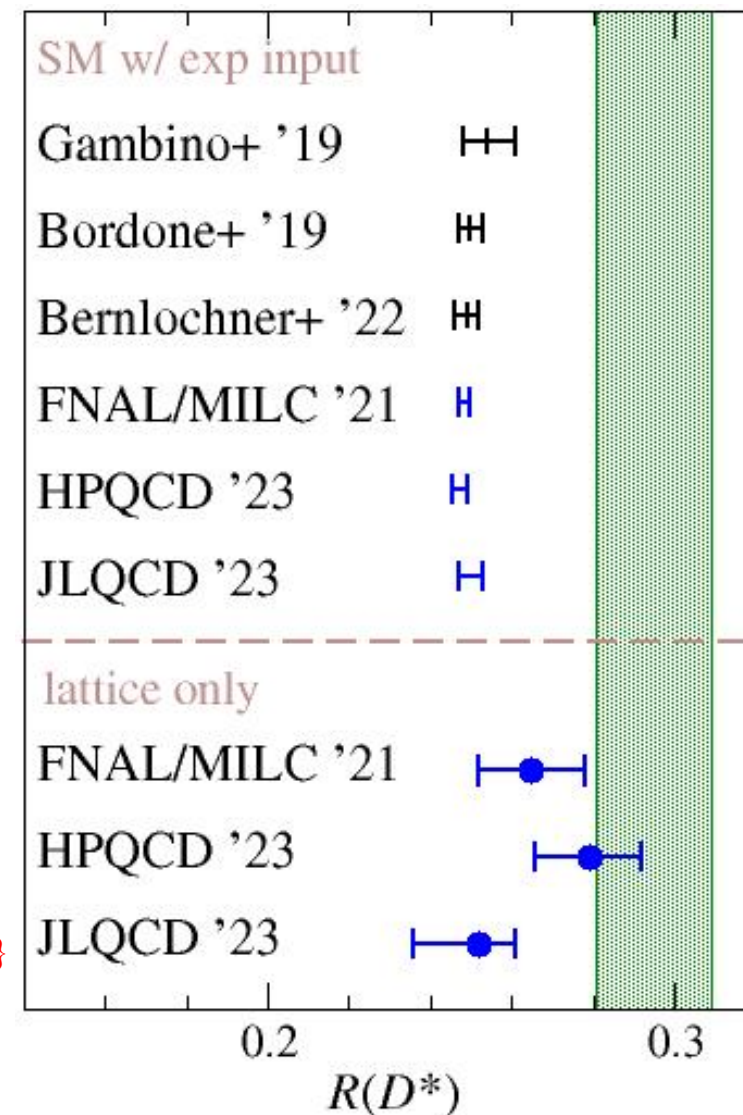 SM w/ exp input
Gambino+ ’19
Bordone+ ’19
Bernlochner+ ’22
FNAL/MILC ’21
HPQCD ’23
JLQCD ’23
lattice only
FNAL/MILC ’21
HPQCD ’23
JLQCD ’23
0.2 0.3
R(D*)